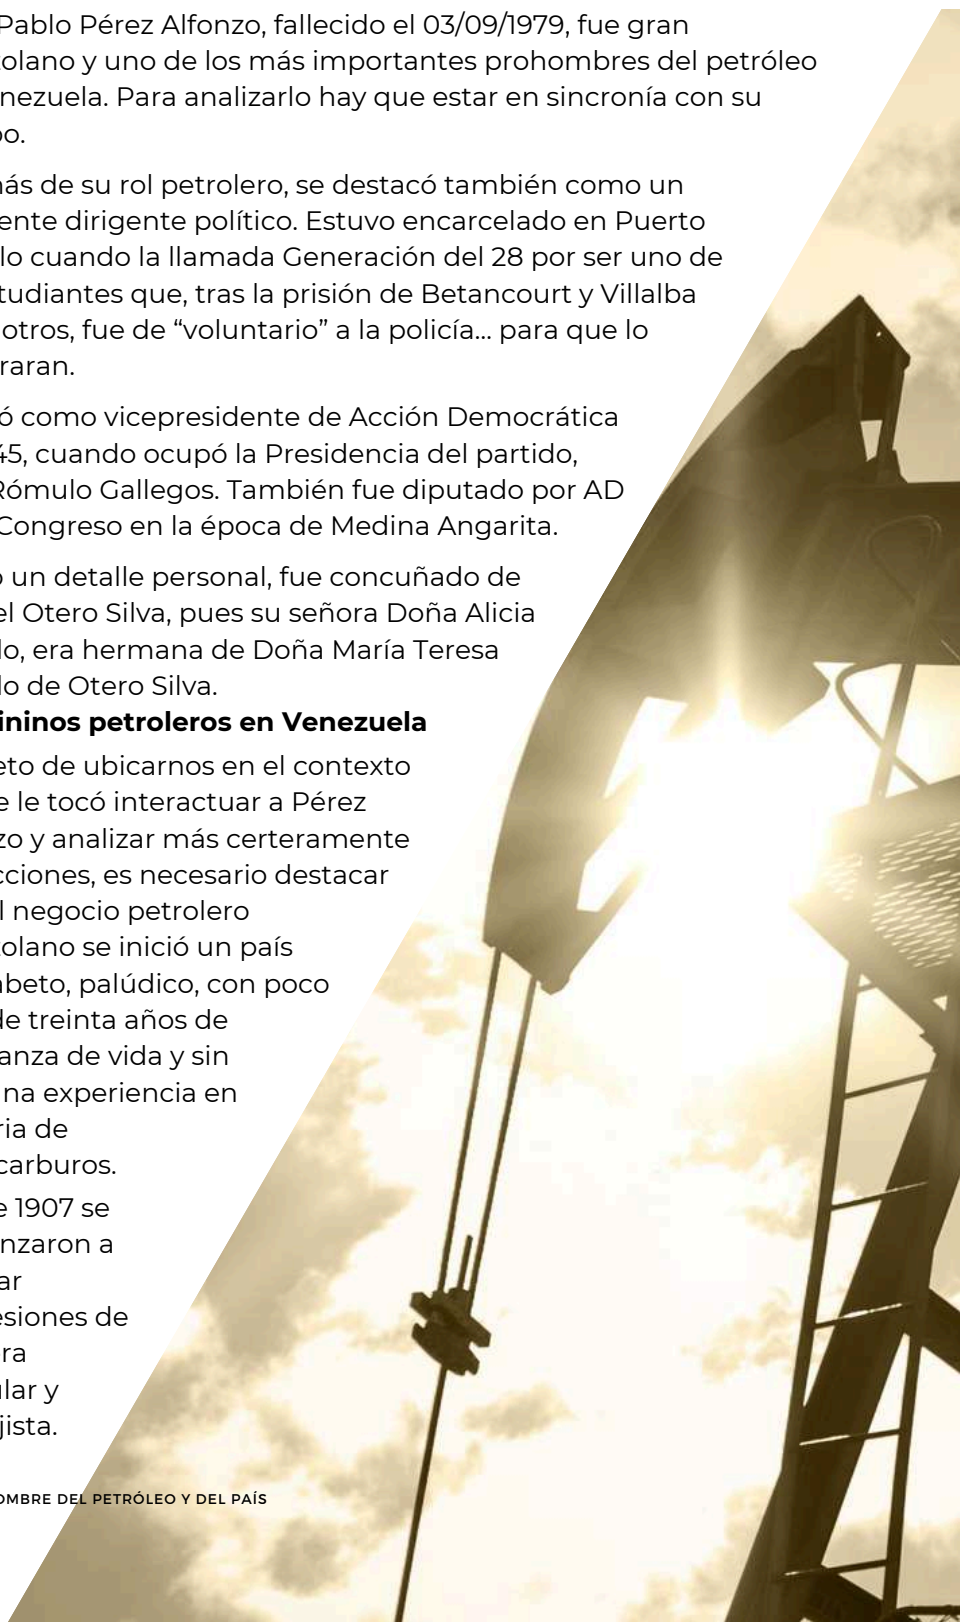 Pablo Pérez Alfonzo, fallecido el 03/09/1979, fue gran
olano y uno de los más importantes prohombres del petróleo
nezuela. Para analizarlo hay que estar en sincronía con su
po.
ás de su rol petrolero, se destacó también como un
ente dirigente político. Estuvo encarcelado en Puerto
lo cuando la llamada Generación del 28 por ser uno de
tudiantes que, tras la prisión de Betancourt y Villalba
otros, fue de “voluntario” a la policía... para que lo
raran.
ó como vicepresidente de Acción Democrática
45, cuando ocupó la Presidencia del partido,
Rómulo Gallegos. También fue diputado por AD
Congreso en la época de Medina Angarita.
o un detalle personal, fue concuñado de
el Otero Silva, pues su señora Doña Alicia
lo, era hermana de Doña María Teresa
lo de Otero Silva.
ininos petroleros en Venezuela
eto de ubicarnos en el contexto
e le tocó interactuar a Pérez
zo y analizar más certeramente
cciones, es necesario destacar
l negocio petrolero
olano se inició un país
abeto, palúdico, con poco
de treinta años de
anza de vida y sin
na experiencia en
ria de
carburos.
e 1907 se
nzaron a
ar
esiones de
ra
ular y
jista.
OMBRE DEL PETRÓLEO Y DEL PAÍS